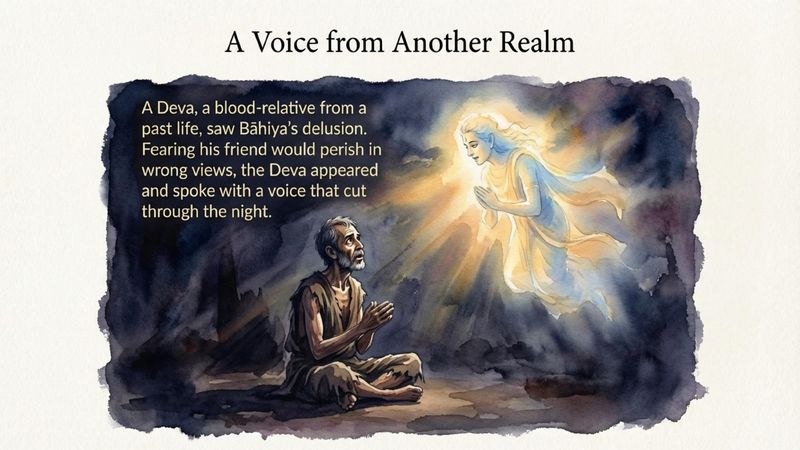 A Voice from Another Realm
A Deva, a blood-relative from a
past life, saw Bāhiya's delusion.
Fearing his friend would perish in
wrong views, the Deva appeared
and spoke with a voice that cut
through the night.